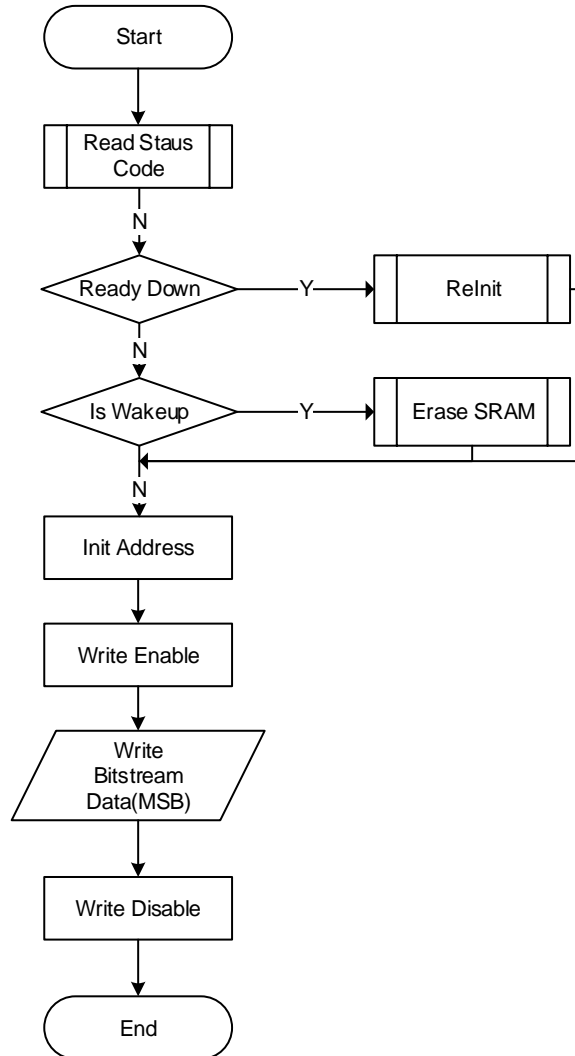 Start
Read Staus
Code
N
Ready Down
Y
ReInit
N
Is Wakeup
Y
Erase SRAM
N
Init Address
Write Enable
Write
Bitstream
Data(MSB)
Write Disable
End